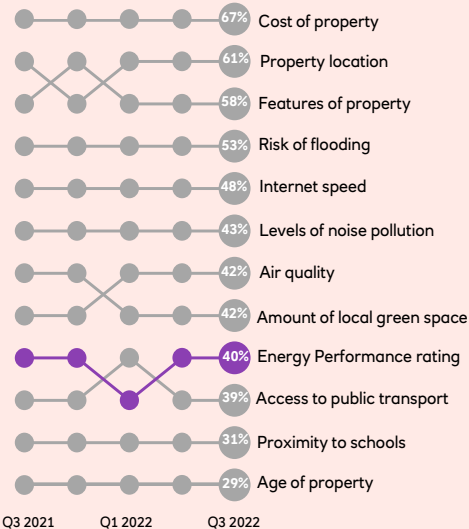 67% Cost of property
61% Property location
58% Features of property
53% Risk of flooding
48% Internet speed
43% Levels of noise pollution
42% Air quality
42% Amount of local green space
40% Energy Performance rating
39% Access to public transport
31% Proximity to schools
29% Age of property
Q3 2021 Q1 2022 Q3 2022